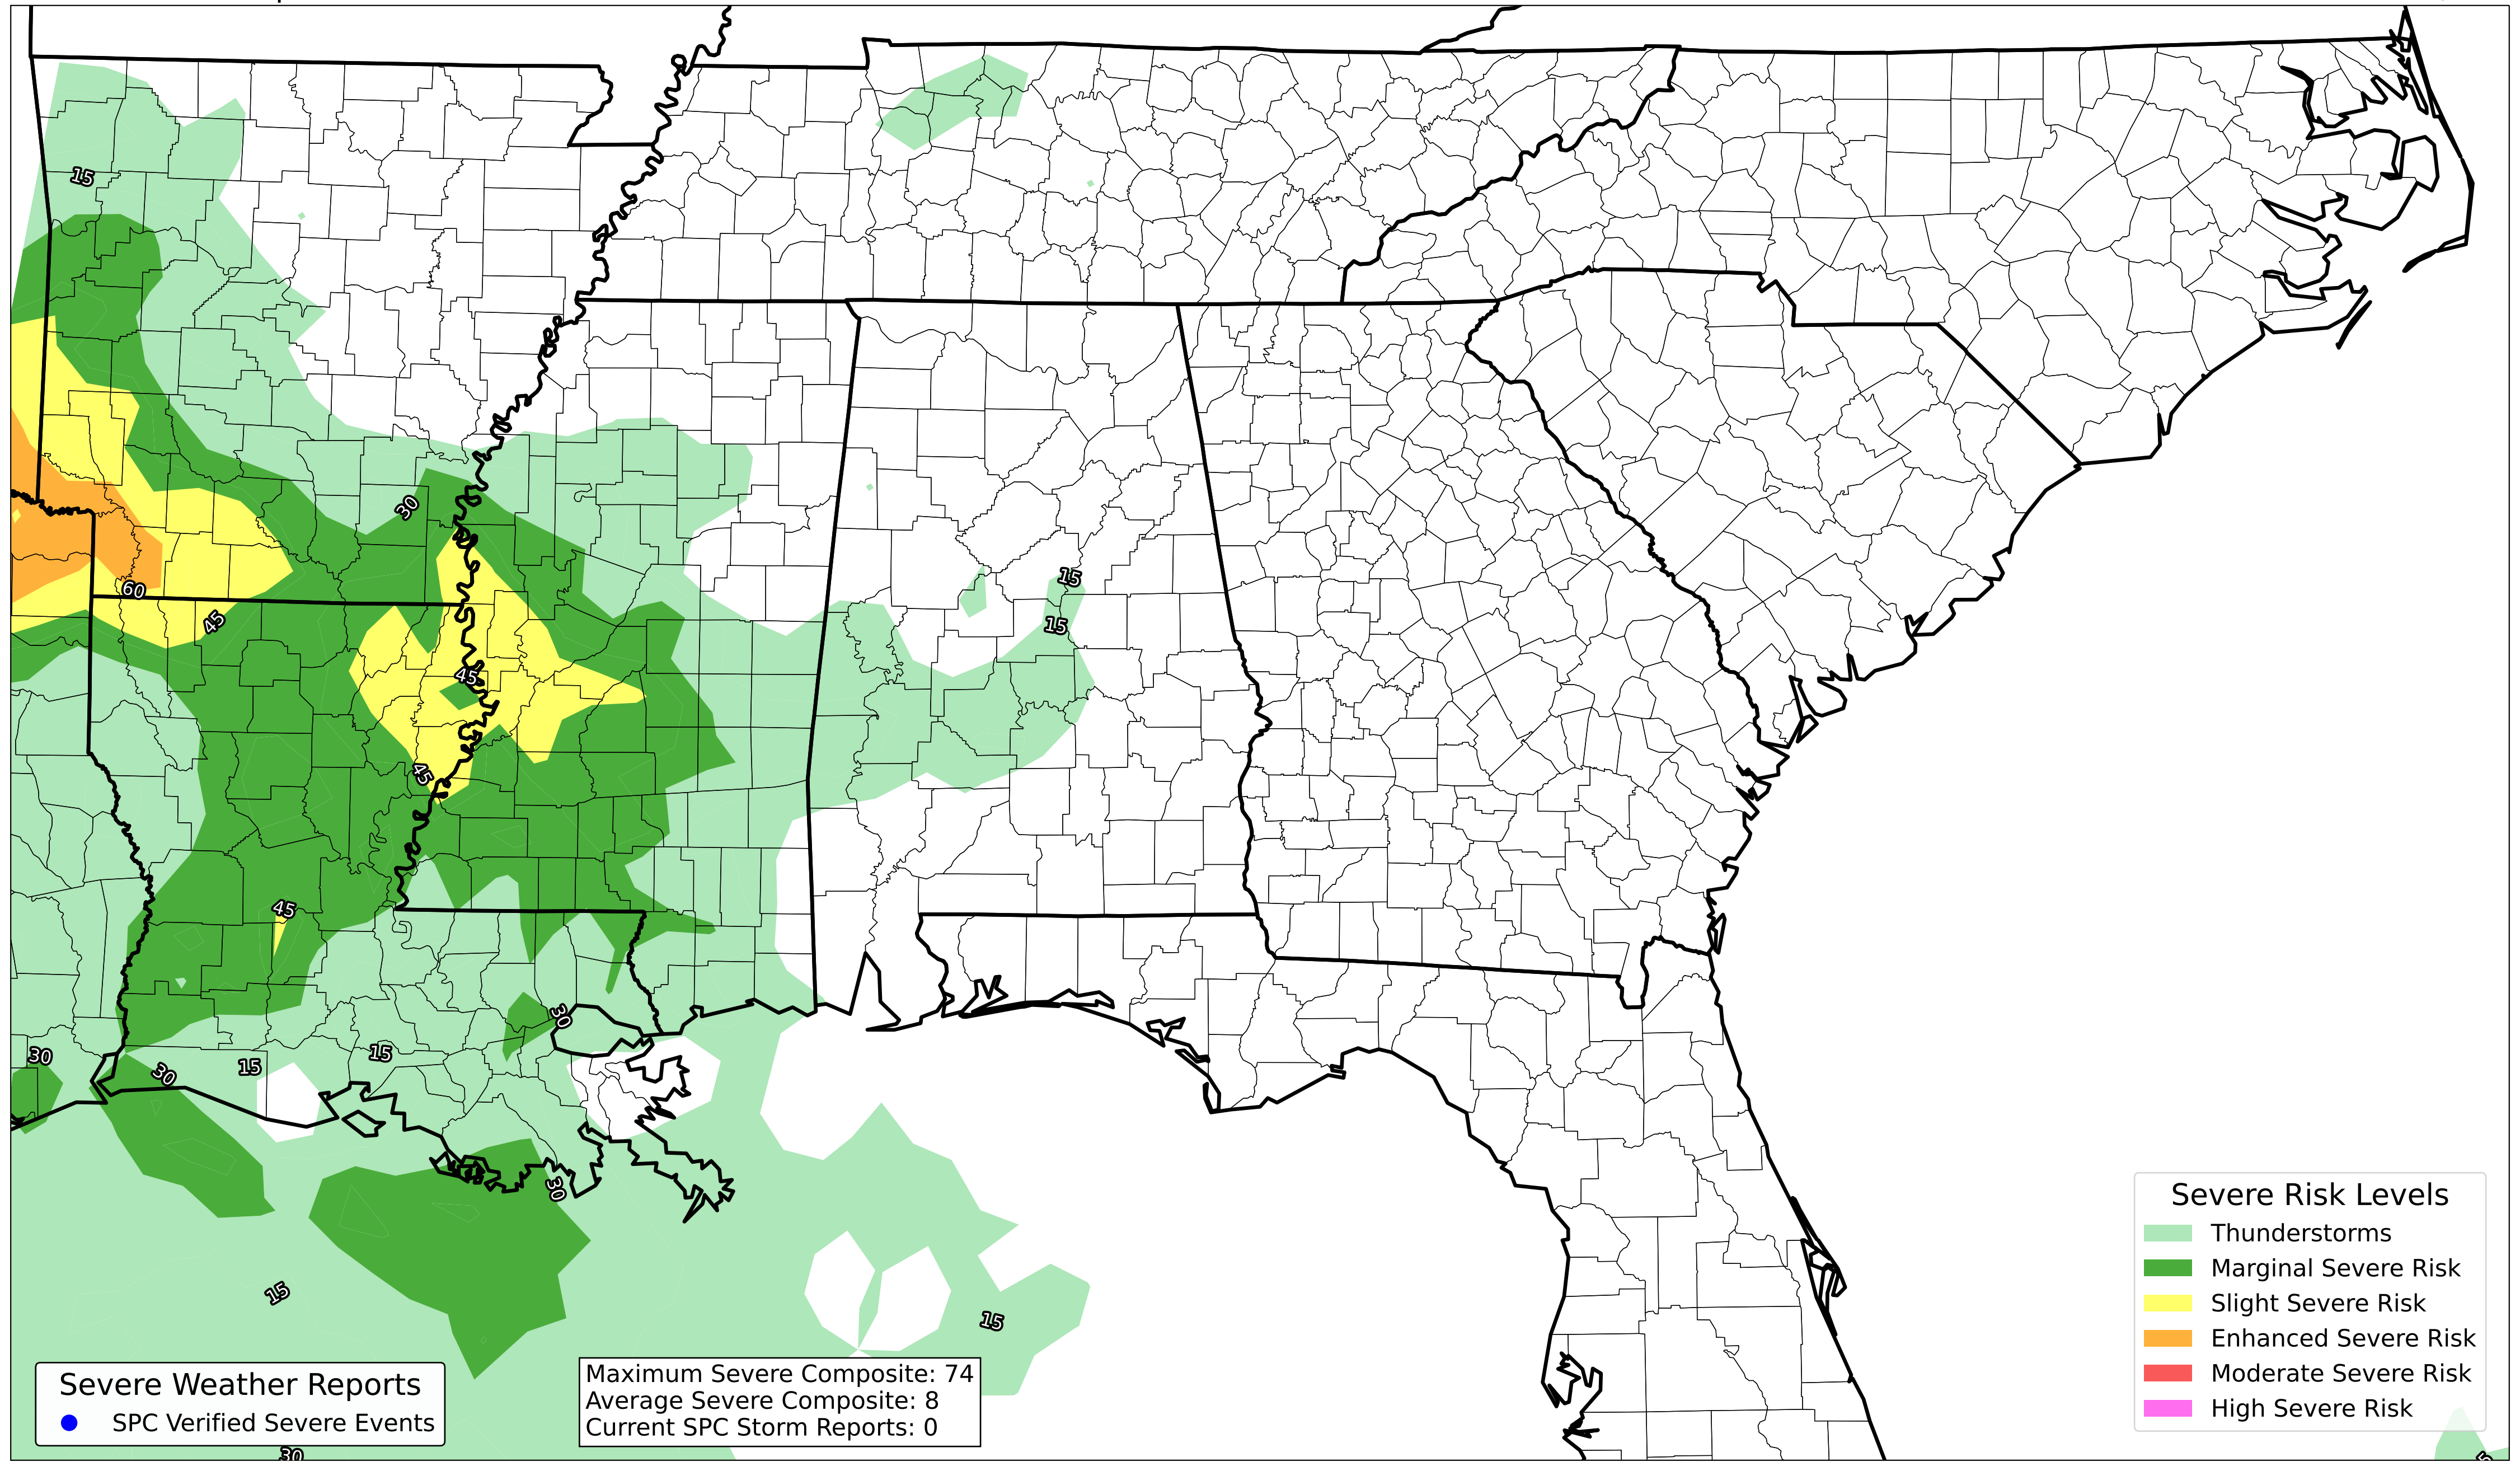 15
30
15
60
45
15
45
45
45
30
30
15
15
30
30
15
15
30
Severe Risk Levels
Thunderstorms
Marginal Severe Risk
Slight Severe Risk
Enhanced Severe Risk
Moderate Severe Risk
High Severe Risk
Severe Weather Reports
SPC Verified Severe Events
Maximum Severe Composite: 74
Average Severe Composite: 8
Current SPC Storm Reports: 0